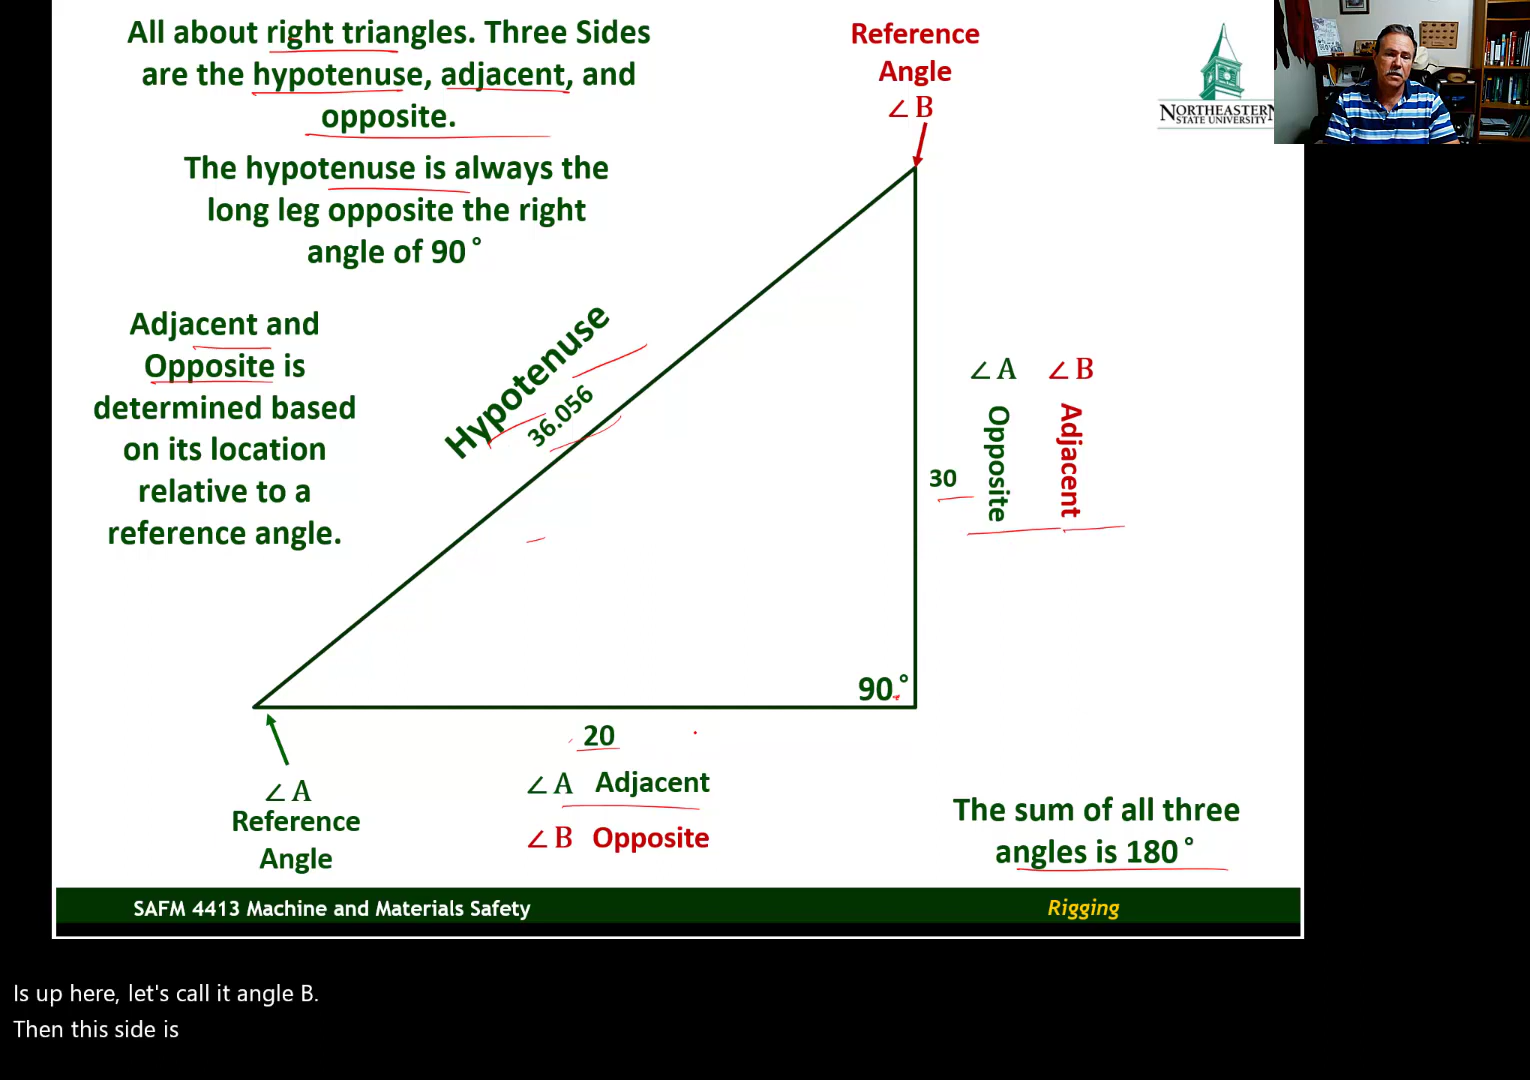 All about right triangles. Three Sides
are the hypotenuse, adjacent, and
opposite.
The hypotenuse is always the
long leg opposite the right
angle of 90°
Adjacent and
Opposite is
determined based
on its location
relative to a
reference angle.
Reference
Angle
∠B
NORTHEASTERN
STATE UNIVERSITY
Hypotenuse
36.056
∠A ∠B
Opposite
Adjacent
30
90°
20
∠A Adjacent
∠B Opposite
∠A
Reference
Angle
The sum of all three
angles is 180°
SAFM 4413 Machine and Materials Safety
Rigging
Is up here, let's call it angle B.
Then this side is